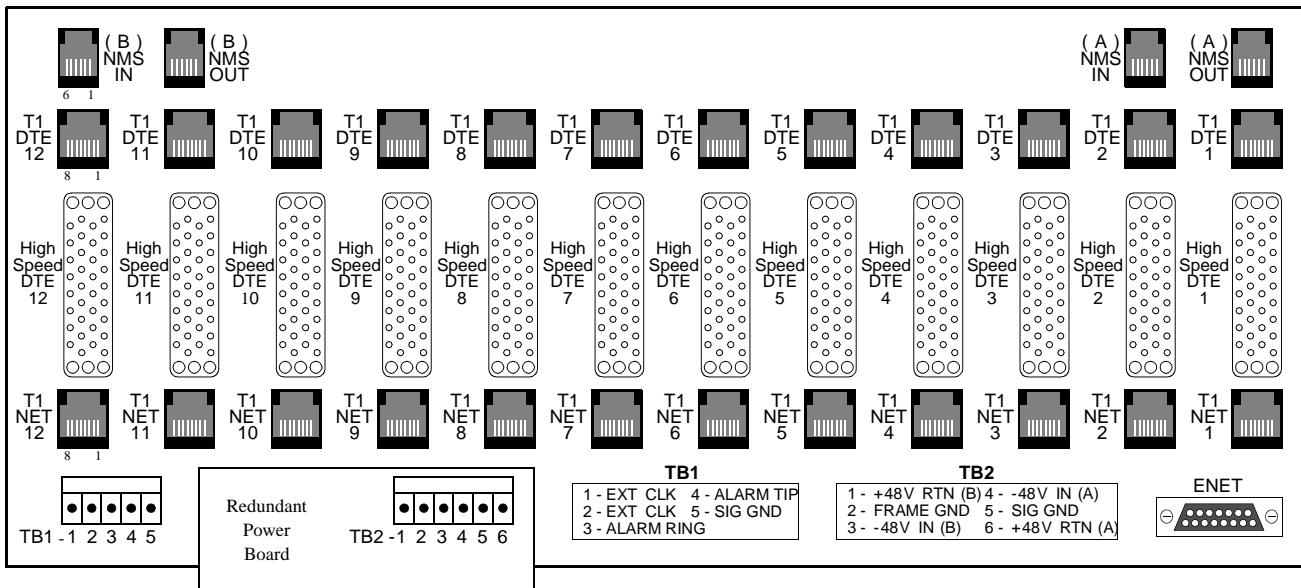 ( B ) NMS IN
( B ) NMS OUT
( A ) NMS IN
( A ) NMS OUT
6 1
T1 DTE 12
T1 DTE 11
T1 DTE 10
T1 DTE 9
T1 DTE 8
T1 DTE 7
T1 DTE 6
T1 DTE 5
T1 DTE 4
T1 DTE 3
T1 DTE 2
T1 DTE 1
8 1
High Speed DTE 12
High Speed DTE 11
High Speed DTE 10
High Speed DTE 9
High Speed DTE 8
High Speed DTE 7
High Speed DTE 6
High Speed DTE 5
High Speed DTE 4
High Speed DTE 3
High Speed DTE 2
High Speed DTE 1
T1 NET 12
T1 NET 11
T1 NET 10
T1 NET 9
T1 NET 8
T1 NET 7
T1 NET 6
T1 NET 5
T1 NET 4
T1 NET 3
T1 NET 2
T1 NET 1
8 1
TB1 -1 2 3 4 5
Redundant
Power
Board
TB2 -1 2 3 4 5 6
TB1
1 - EXT CLK 4 - ALARM TIP
2 - EXT CLK 5 - SIG GND
3 - ALARM RING
TB2
1 - +48V RTN (B) 4 - -48V IN (A)
2 - FRAME GND 5 - SIG GND
3 - -48V IN (B) 6 - +48V RTN (A)
ENET